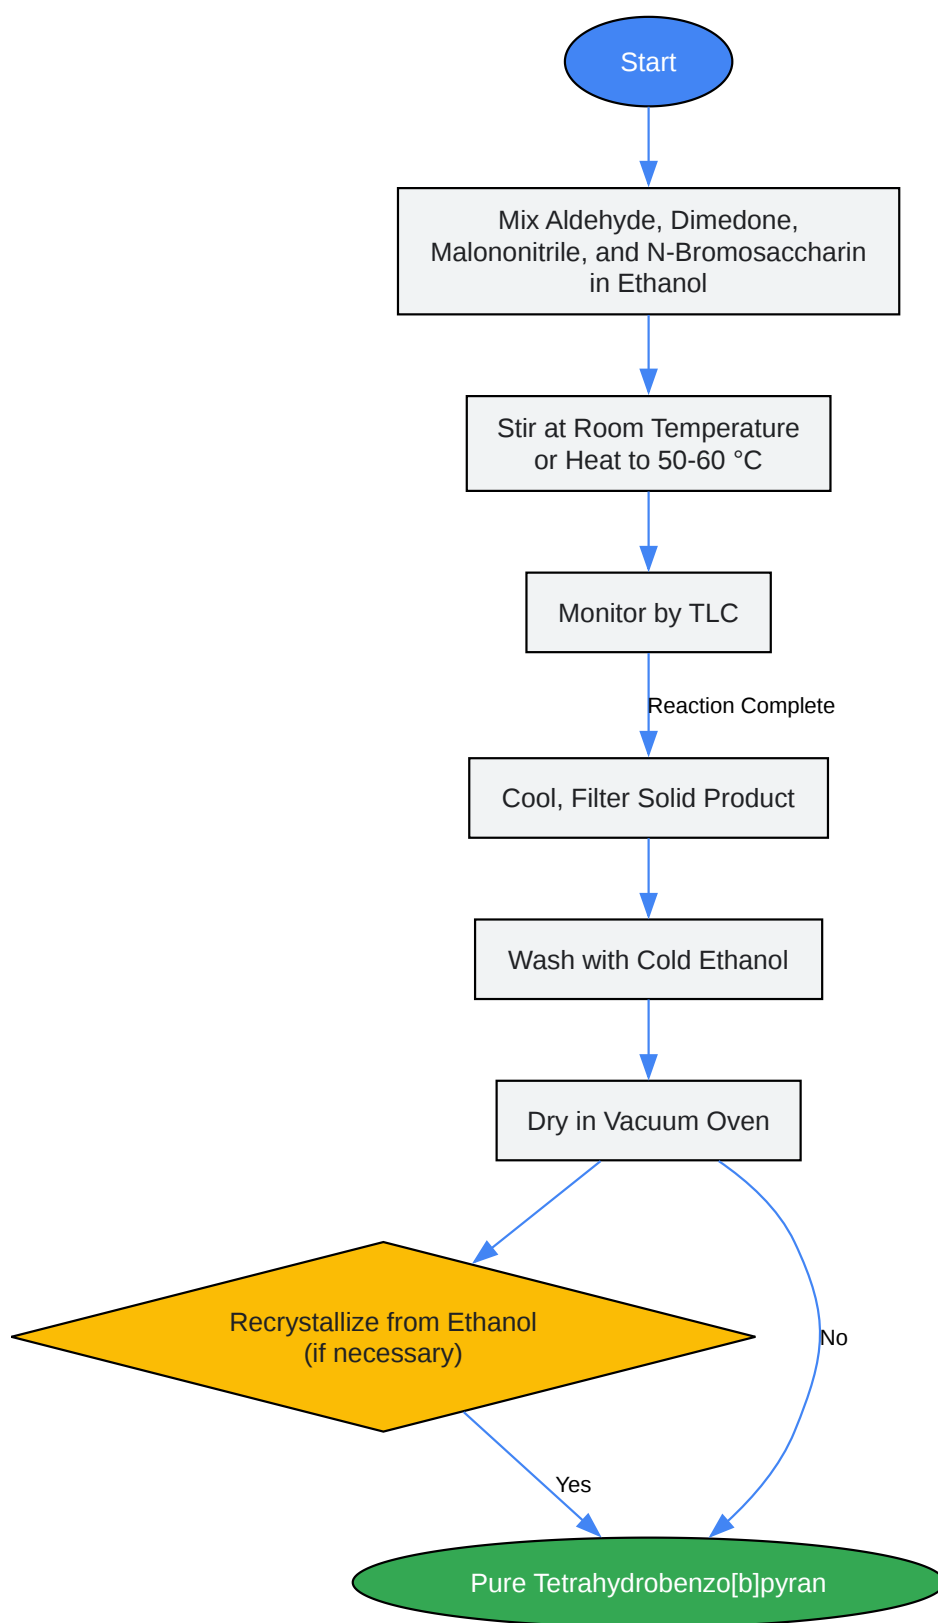 Start
Mix Aldehyde, Dimedone,
Malononitrile, and N-Bromosaccharin
in Ethanol
Stir at Room Temperature
or Heat to 50-60 °C
Monitor by TLC
Reaction Complete
Cool, Filter Solid Product
Wash with Cold Ethanol
Dry in Vacuum Oven
Recrystallize from Ethanol
(if necessary)
No
Yes
Pure Tetrahydrobenzo[b]pyran